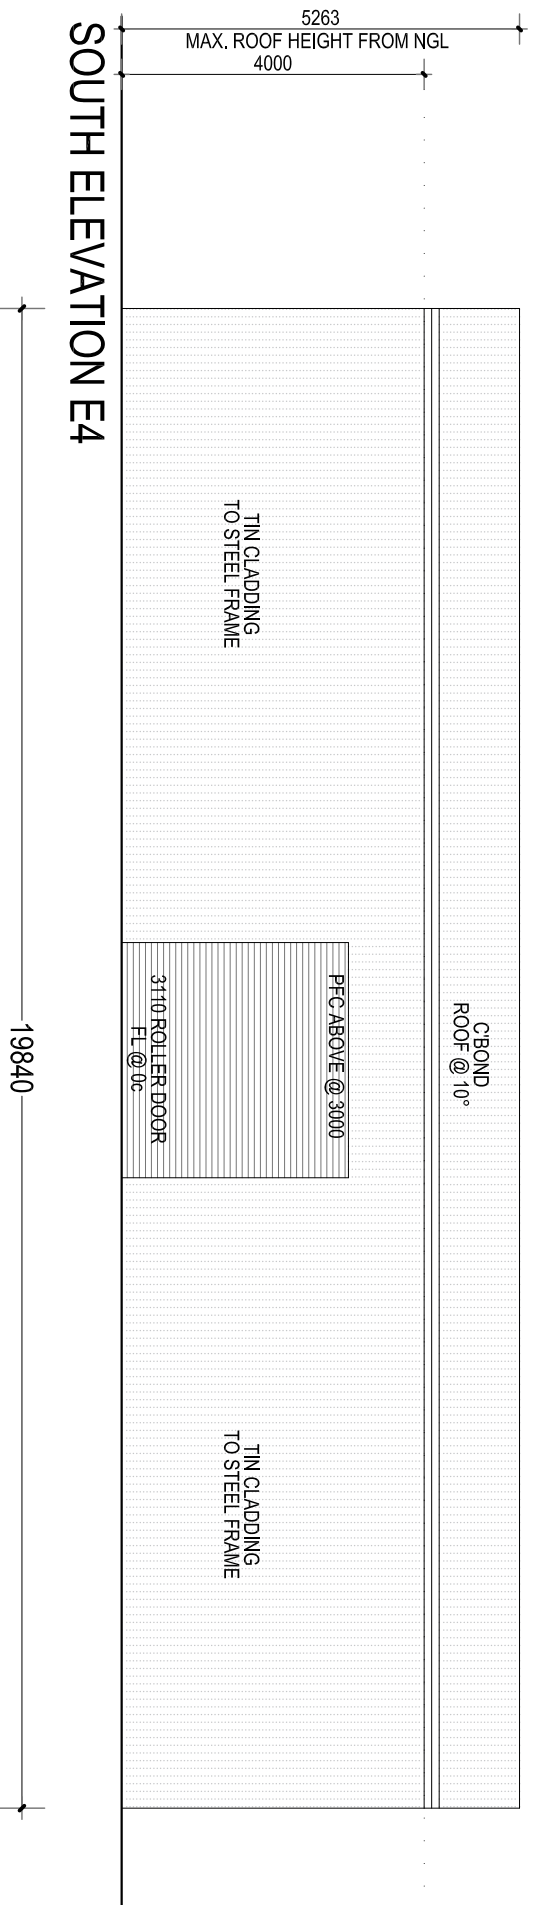 5263
MAX. ROOF HEIGHT FROM NGL
4000
C'BOND
ROOF @ 10°
TIN CLADDING
TO STEEL FRAME
PFC ABOVE @ 3000
3110 ROLLER DOOR
FL @ 0c
TIN CLADDING
TO STEEL FRAME
SOUTH ELEVATION E4
19840